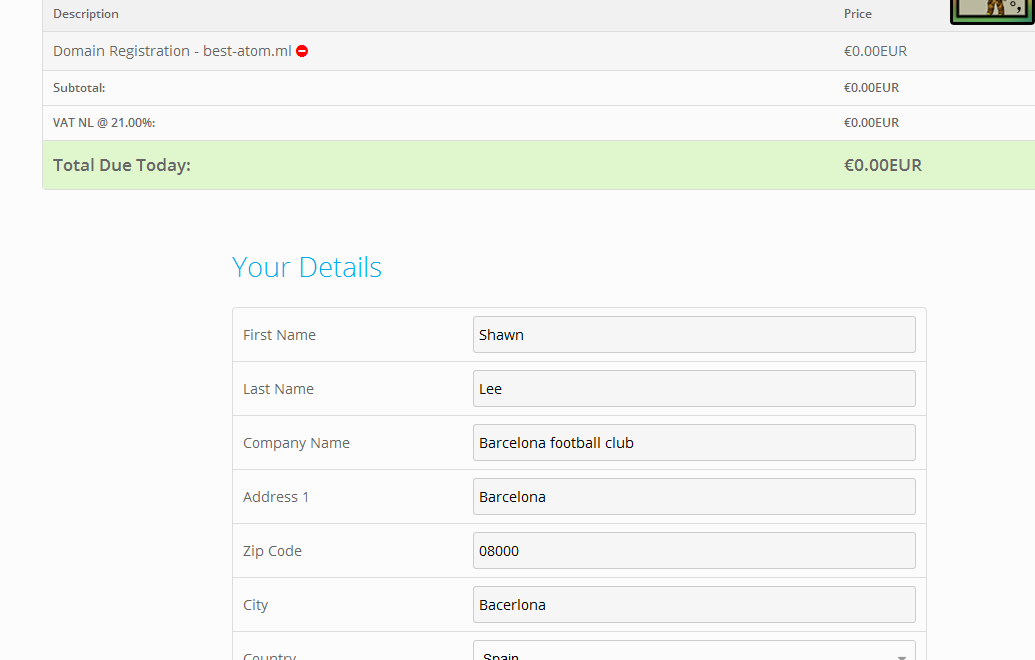 Description Price
Domain Registration - best-atom.ml €0.00EUR
Subtotal: €0.00EUR
VAT NL @ 21.00%: €0.00EUR
Total Due Today: €0.00EUR
Your Details
First Name Shawn
Last Name Lee
Company Name Barcelona football club
Address 1 Barcelona
Zip Code 08000
City Bacerlona
Country Spain